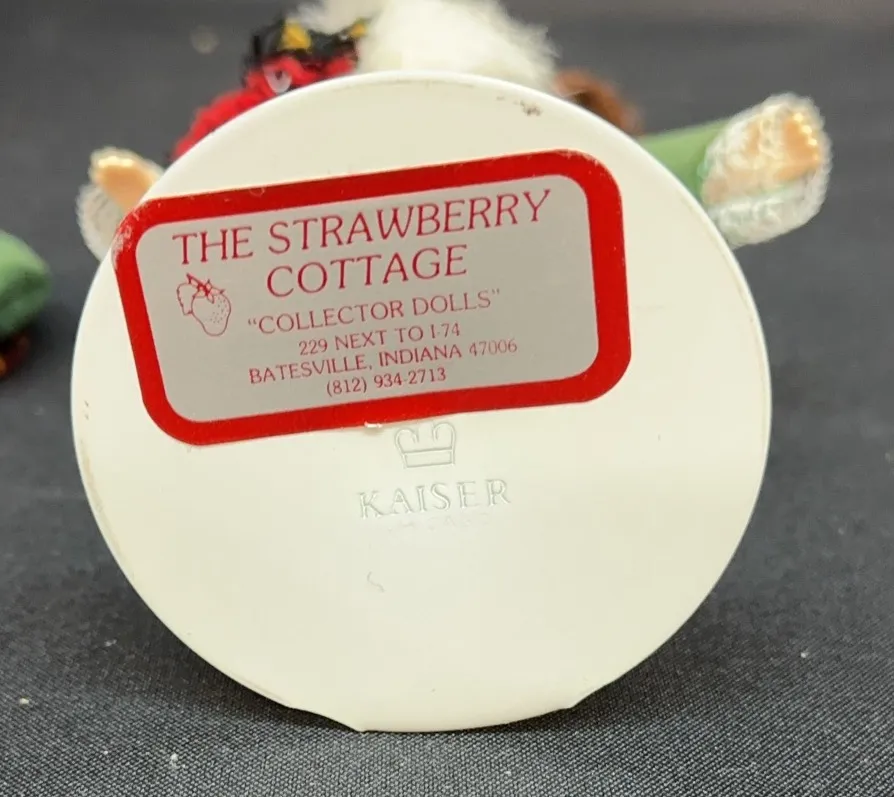 THE STRAWBERRY
COTTAGE
"COLLECTOR DOLLS"
229 NEXT TO I-74
BATESVILLE, INDIANA 47006
(812) 934-2713
KAISER